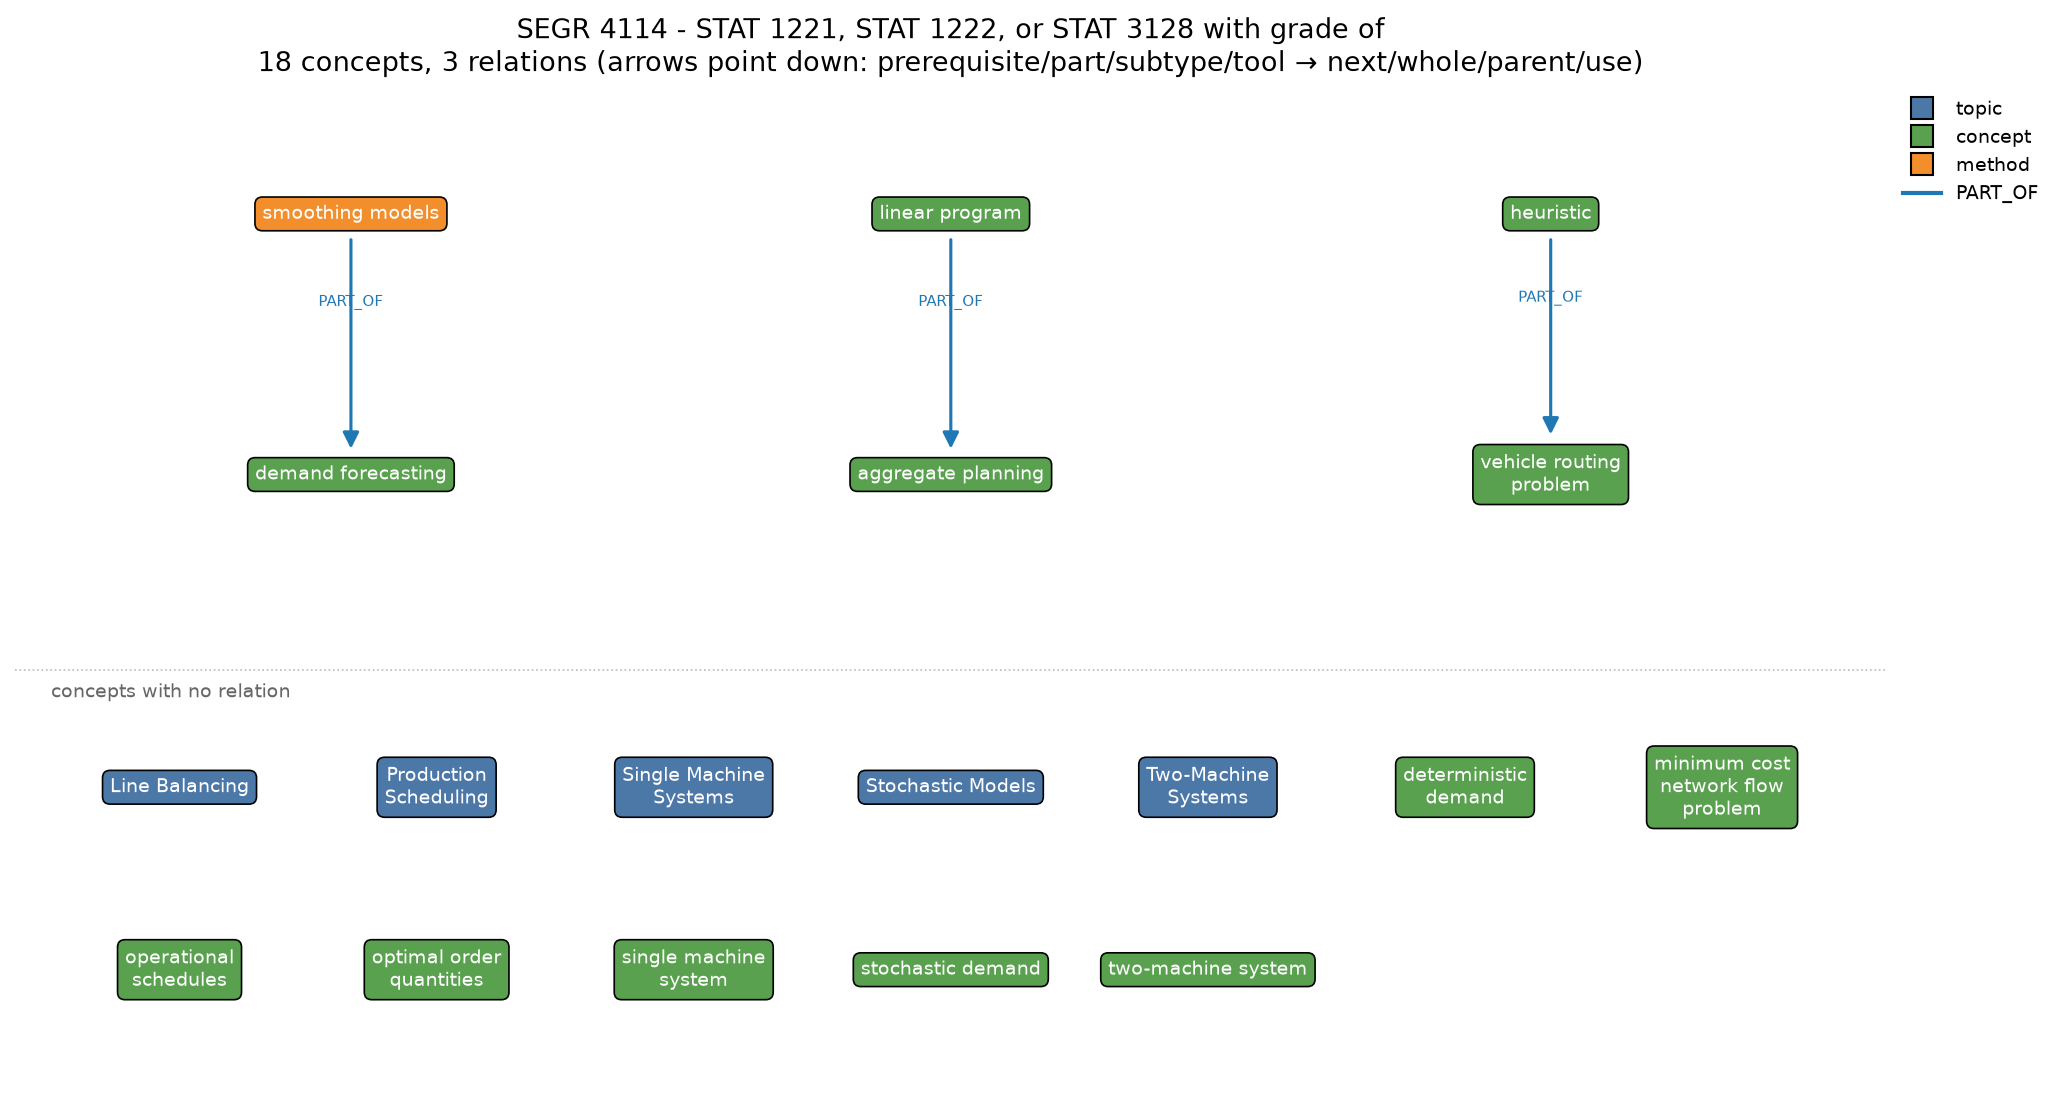 SEGR 4114 - STAT 1221, STAT 1222, or STAT 3128 with grade of
18 concepts, 3 relations (arrows point down: prerequisite/part/subtype/tool → next/whole/parent/use)
topic
concept
method
PART_OF
smoothing models
linear program
heuristic
PART_OF
PART_OF
PART_OF
demand forecasting
aggregate planning
vehicle routing
problem
concepts with no relation
Line Balancing
Production
Scheduling
Single Machine
Systems
Stochastic Models
Two-Machine
Systems
deterministic
demand
minimum cost
network flow
problem
operational
schedules
optimal order
quantities
single machine
system
stochastic demand
two-machine system